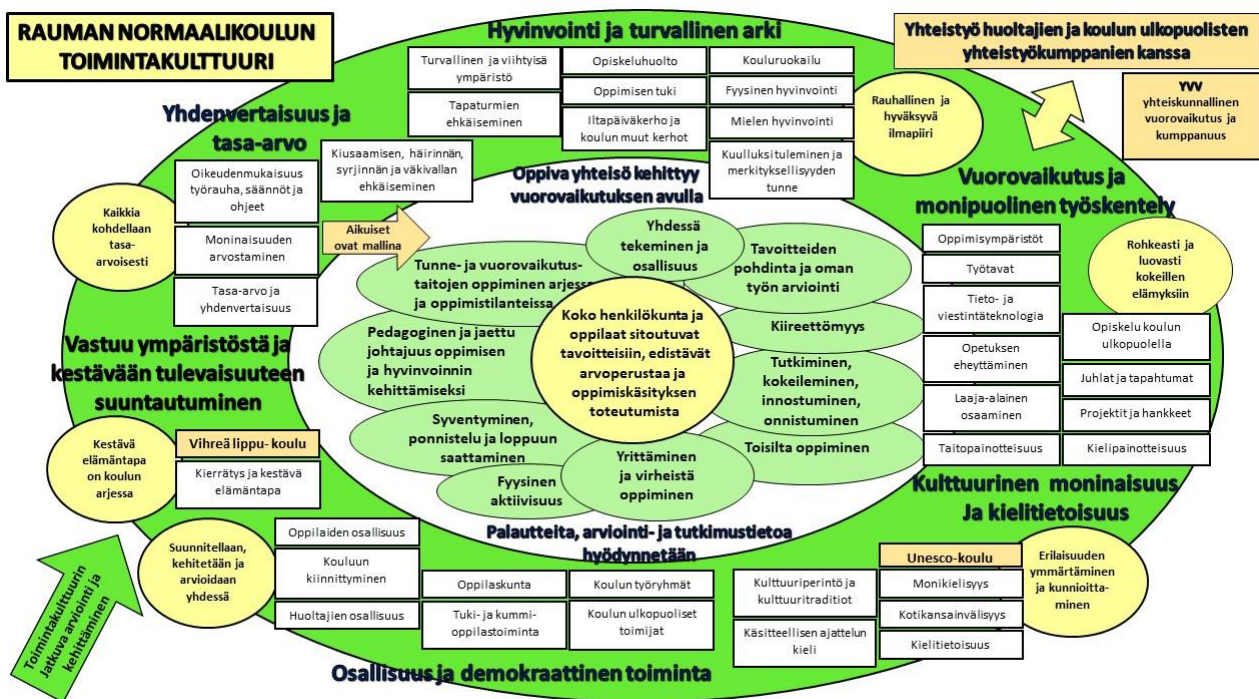 RAUMAN NORMAALIKOULUN
TOIMINTAKULTTUURI
Hyvinvointi ja turvallinen arki
Turvallinen ja viihtyisä
ympäristö
Tapaturmien
ehkäiseminen
Opiskeluhuolto
Oppimisen tuki
Iltapäiväkerho ja
koulun muut kerhot
Kouluruokailu
Fyysinen hyvinvointi
Mielen hyvinvointi
Kuulluksi tuleminen ja
merkityksellisyyden
tunne
Rauhallinen ja
hyväksyvä
ilmapiiri
Yhteistyö huoltajien ja koulun ulkopuolisten
yhteistyökumppanien kanssa
YVV
yhteiskunnallinen
vuorovaikutus ja
kumppanuus
Yhdenvertaisuus ja
tasa-arvo
Kiusaamisen, häirinnän,
syrjinnän ja väkivallan
ehkäiseminen
Oikeudenmukaisuus
työrauha, säännöt ja
ohjeet
Moninaisuuden
arvostaminen
Tasa-arvo ja
yhdenvertaisuus
Kaikkia
kohdellaan
tasa-
arvoisesti
Aikuiset
ovat mallina
Oppiva yhteisö kehittyy
vuorovaikutuksen avulla
Yhdessä
tekeminen ja
osallisuus
Tavoitteiden
pohdinta ja oman
työn arviointi
Tunne- ja vuorovaikutus-
taitojen oppiminen arjessa
ja oppimistilanteissa
Koko henkilökunta ja
oppilaat sitoutuvat
tavoitteisiin, edistävät
arvoperustaa ja
oppimiskäsityksen
toteutumista
Kiireettömyys
Pedagoginen ja jaettu
johtajuus oppimisen
ja hyvinvoinnin
kehittämiseksi
Tutkiminen,
kokeileminen,
innostuminen,
onnistuminen
Syventyminen,
ponnistelu ja loppuun
saattaminen
Toisilta oppiminen
Yrittäminen
ja virheistä
oppiminen
Fyysinen
aktiivisuus
Palautteita, arviointi- ja tutkimustietoa
hyödynnetään
Vuorovaikutus ja
monipuolinen työskentely
Oppimisympäristöt
Työtavat
Tieto- ja
viestintäteknologia
Opetuksen
eheyttäminen
Laaja-alainen
osaaminen
Taitopainotteisuus
Rohkeasti ja
luovasti
kokeillen
elämyksiin
Opiskelu koulun
ulkopuolella
Juhlat ja tapahtumat
Projektit ja hankkeet
Kielipainotteisuus
Vastuu ympäristöstä ja
kestävään tulevaisuuteen
suuntautuminen
Kestävä
elämäntapa
on koulun
arjessa
Vihreä lippu- koulu
Kierrätys ja kestävä
elämäntapa
Kulttuurinen moninaisuus
Ja kielitietoisuus
Unesco-koulu
Kulttuuriperintö ja
kulttuuritraditiot
Käsitteellisen ajattelun
kieli
Monikielisyys
Kotikansainvälisyys
Kielitietoisuus
Erilaisuuden
ymmärtäminen
ja kunnioitta-
minen
Suunnitellaan,
kehitetään ja
arvioidaan
yhdessä
Oppilaiden osallisuus
Kouluun
kiinnittyminen
Huoltajien osallisuus
Oppilaskunta
Tuki- ja kummi-
oppilastoiminta
Koulun työryhmät
Koulun ulkopuoliset
toimijat
Osallisuus ja demokraattinen toiminta
Toimintakulttuurin
Jatkuva arviointi ja
kehittäminen